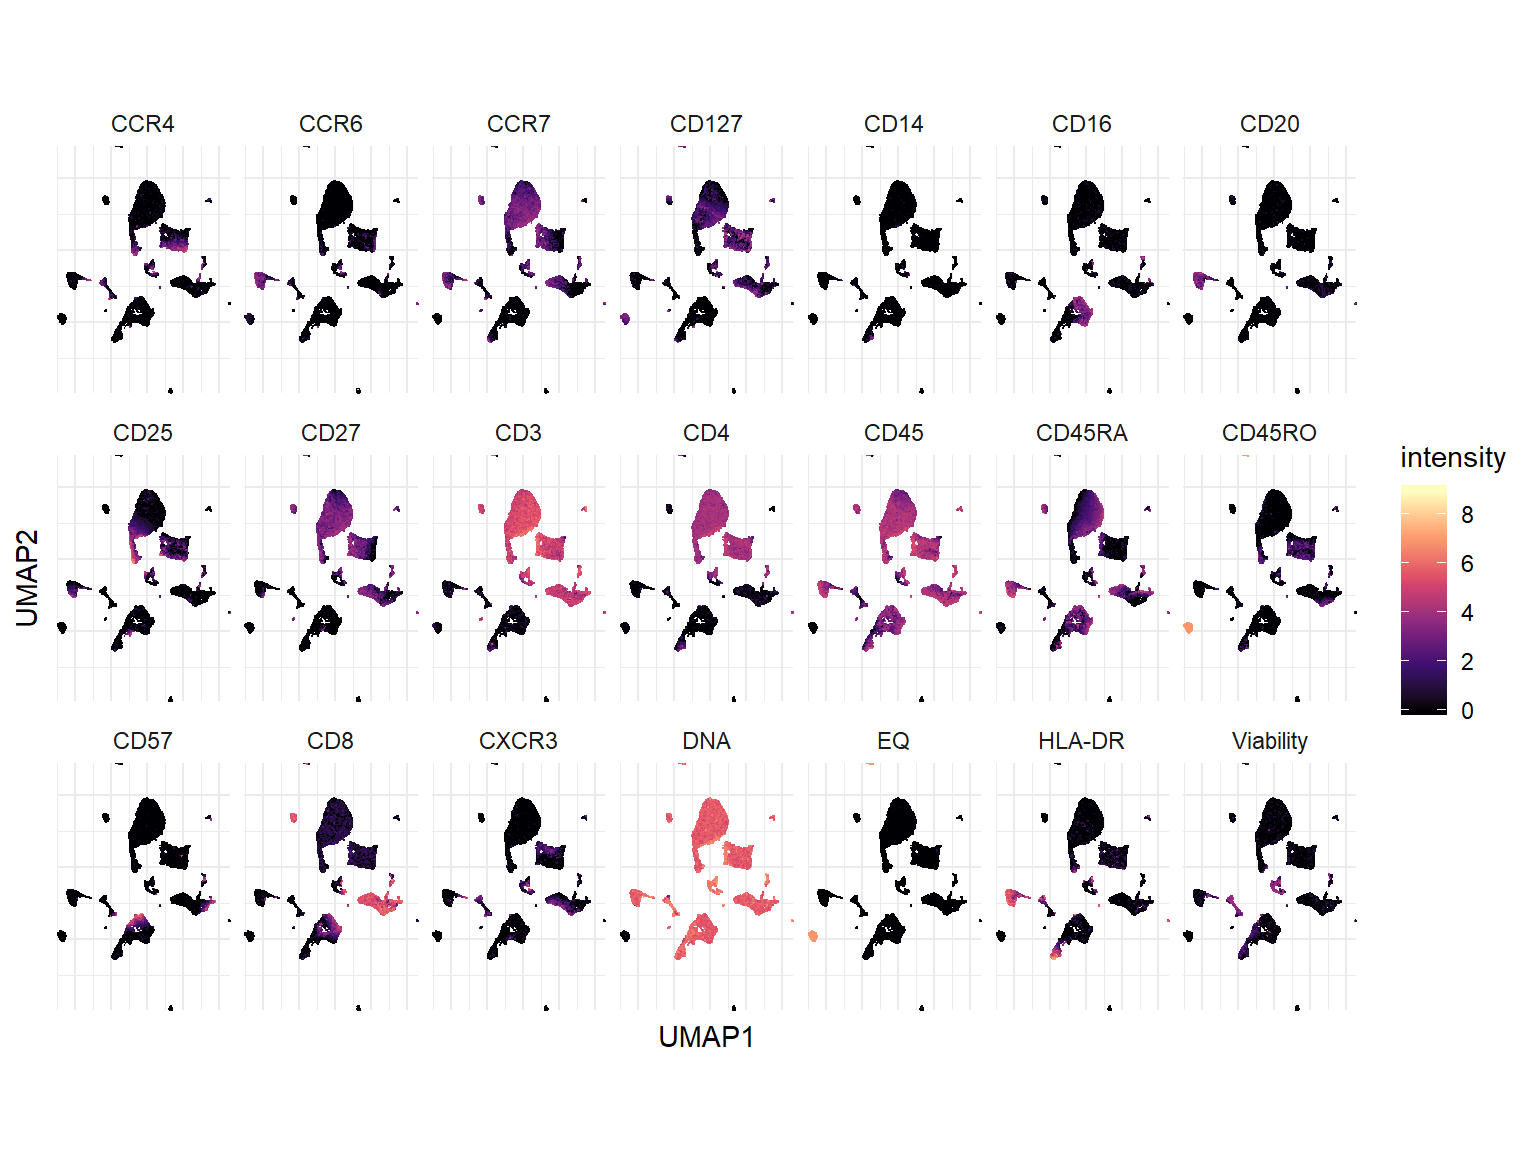 CCR4 CCR6 CCR7 CD127 CD14 CD16 CD20
CD25 CD27 CD3 CD4 CD45 CD45RA CD45RO
CD57 CD8 CXCR3 DNA EQ HLA-DR Viability
UMAP2
UMAP1
intensity
8
6
4
2
0